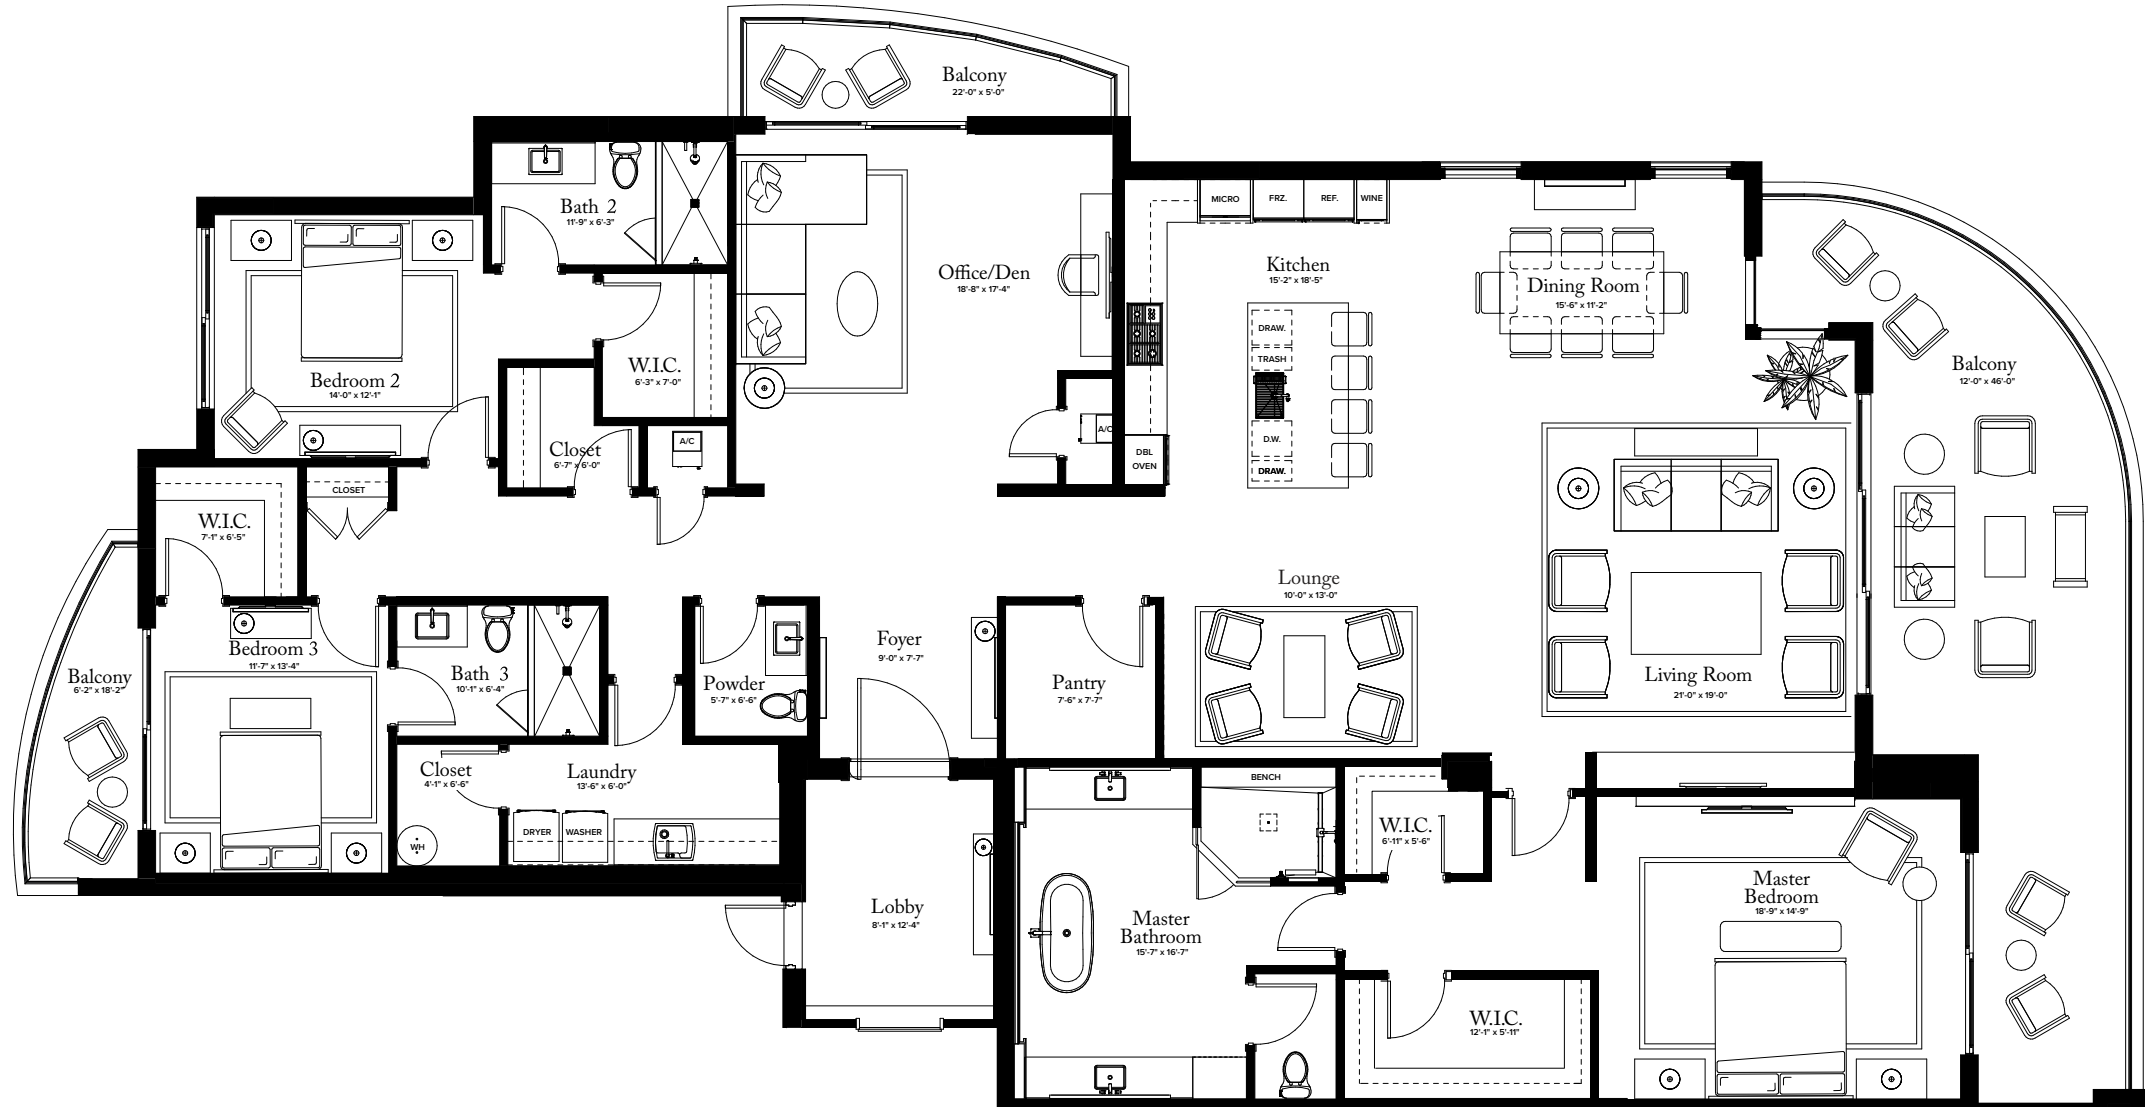 Balcony
22'-0" x 5'-0"
Bath 2
11'-9" x 6'-3"
MICRO
FRZ.
REF.
WINE
Office/Den
18'-8" x 17'-4"
Kitchen
15'-2" x 18'-5"
Dining Room
15'-6" x 11'-2"
DRAW.
TRASH
D.W.
DRAW.
W.I.C.
6'-3" x 7'-0"
Bedroom 2
14'-0" x 12'-1"
Balcony
12'-0" x 46'-0"
Closet
6'-7" x 6'-0"
A/C
A/C
DBL
OVEN
CLOSET
W.I.C.
7'-1" x 6'-5"
Lounge
10'-0" x 13'-0"
Foyer
9'-0" x 7'-7"
Bedroom 3
11'-7" x 13'-4"
Balcony
6'-2" x 18'-2"
Bath 3
10'-1" x 6'-4"
Powder
5'-7" x 6'-6"
Pantry
7'-6" x 7'-7"
Living Room
21'-0" x 19'-0"
Closet
4'-1" x 6'-6"
Laundry
13'-6" x 6'-0"
BENCH
DRYER
WASHER
WH
W.I.C.
6'-11" x 5'-6"
Lobby
8'-1" x 12'-4"
Master
Bathroom
15'-7" x 16'-7"
Master
Bedroom
18'-9" x 14'-9"
W.I.C.
12'-1" x 5'-11"